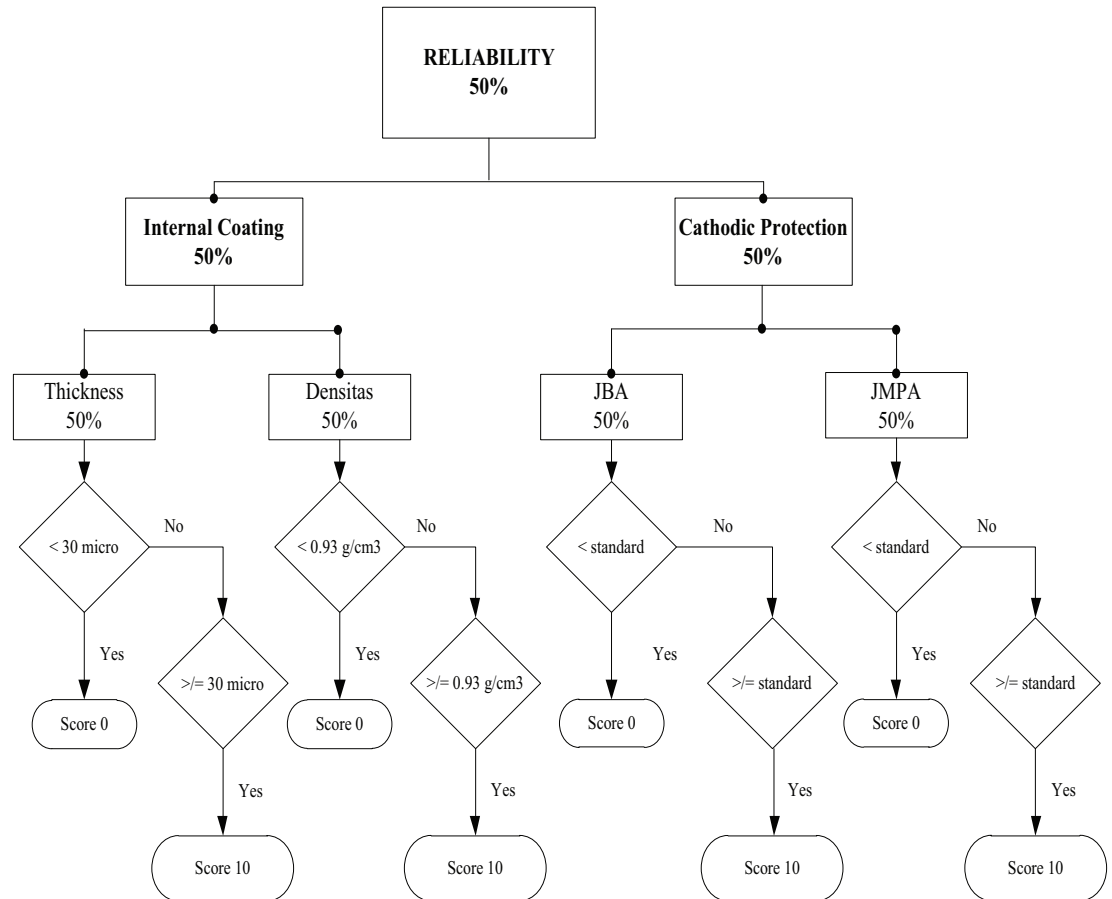 RELIABILITY
50%
Internal Coating
50%
Cathodic Protection
50%
Thickness
50%
Densitas
50%
JBA
50%
JMPA
50%
< 30 micro
No
< 0.93 g/cm3
No
< standard
No
< standard
No
Yes
>/= 30 micro
Yes
>/= 0.93 g/cm3
Yes
>/= standard
Yes
>/= standard
Score 0
Score 0
Score 0
Score 0
Yes
Yes
Yes
Yes
Score 10
Score 10
Score 10
Score 10